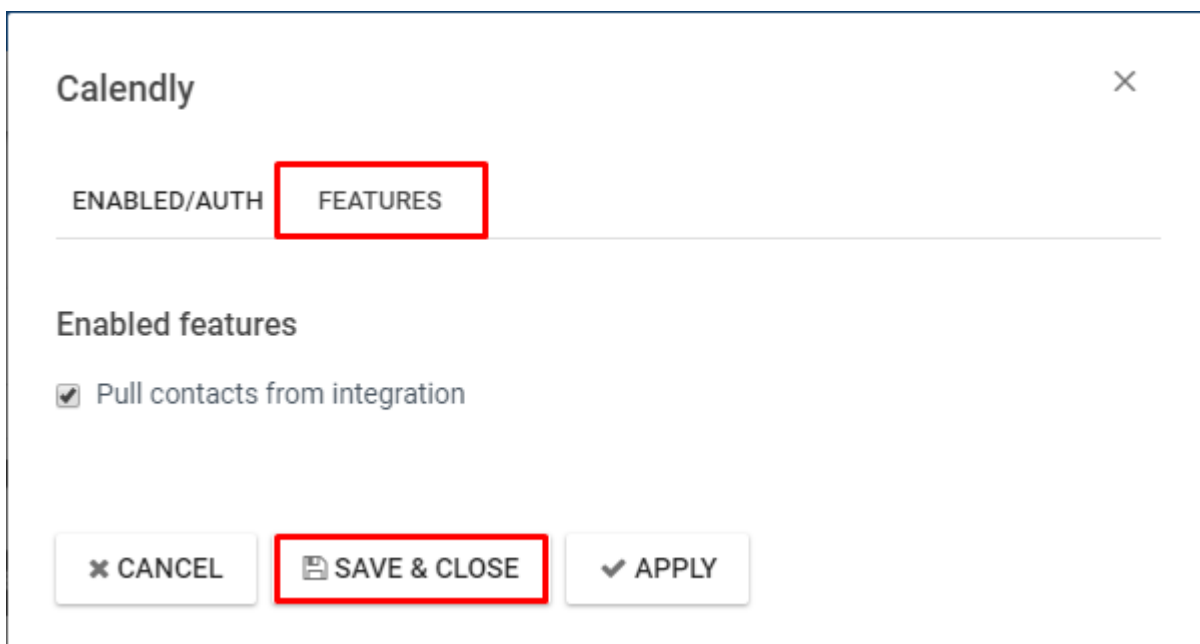 Calendly
ENABLED/AUTH FEATURES
Enabled features
Pull contacts from integration
CANCEL SAVE & CLOSE APPLY